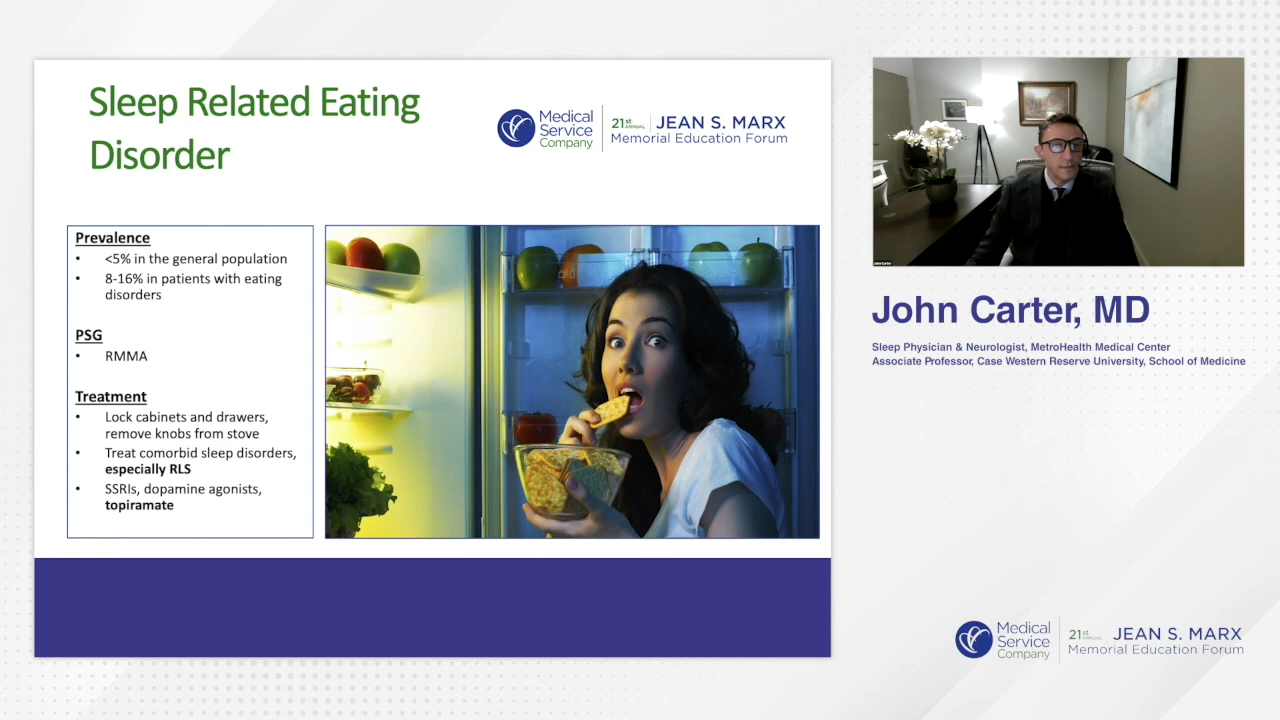 Sleep Related Eating
Disorder
Medical
Service
Company
21st
ANNUAL
JEAN S. MARX
Memorial Education Forum
Prevalence
• <5% in the general population
• 8-16% in patients with eating
disorders
PSG
• RMMA
Treatment
• Lock cabinets and drawers,
remove knobs from stove
• Treat comorbid sleep disorders,
especially RLS
• SSRIs, dopamine agonists,
topiramate
John Carter
John Carter, MD
Sleep Physician & Neurologist, MetroHealth Medical Center
Associate Professor, Case Western Reserve University, School of Medicine
Medical
Service
Company
21st
ANNUAL
JEAN S. MARX
Memorial Education Forum